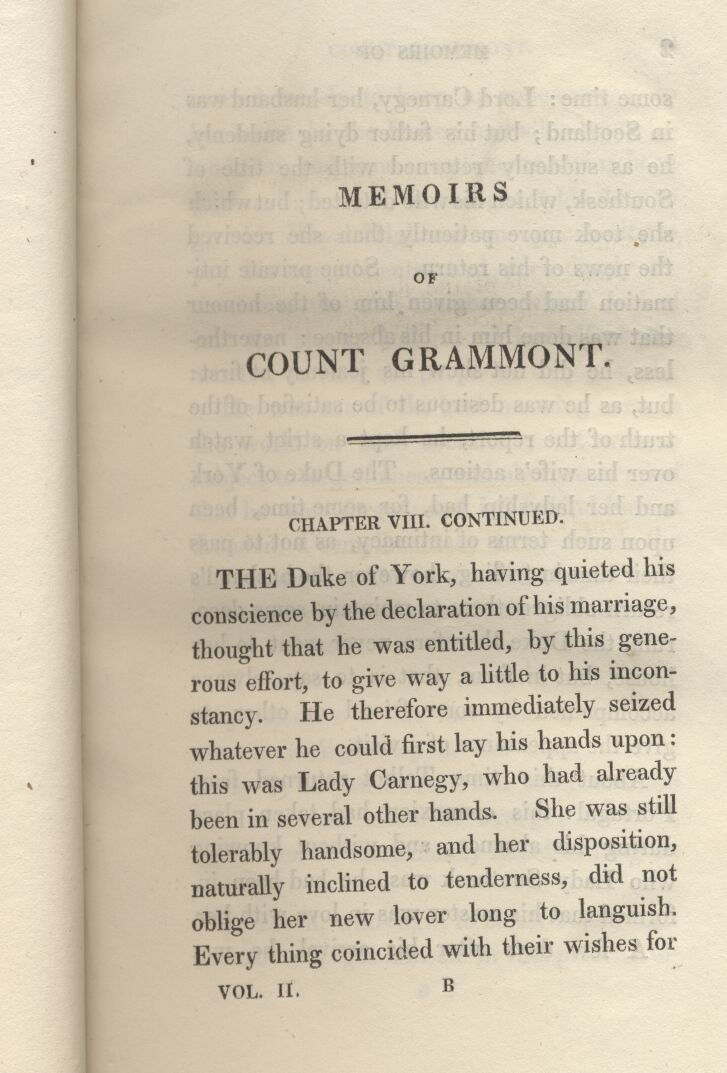 MEMOIRS
OF
COUNT GRAMMONT.
CHAPTER VIII. CONTINUED.
THE Duke of York, having quieted his
conscience by the declaration of his marriage,
thought that he was entitled, by this gene-
rous effort, to give way a little to his incon-
stancy. He therefore immediately seized
whatever he could first lay his hands upon:
this was Lady Carnegy, who had already
been in several other hands. She was still
tolerably handsome, and her disposition,
naturally inclined to tenderness, did not
oblige her new lover long to languish.
Every thing coincided with their wishes for
VOL. II. B